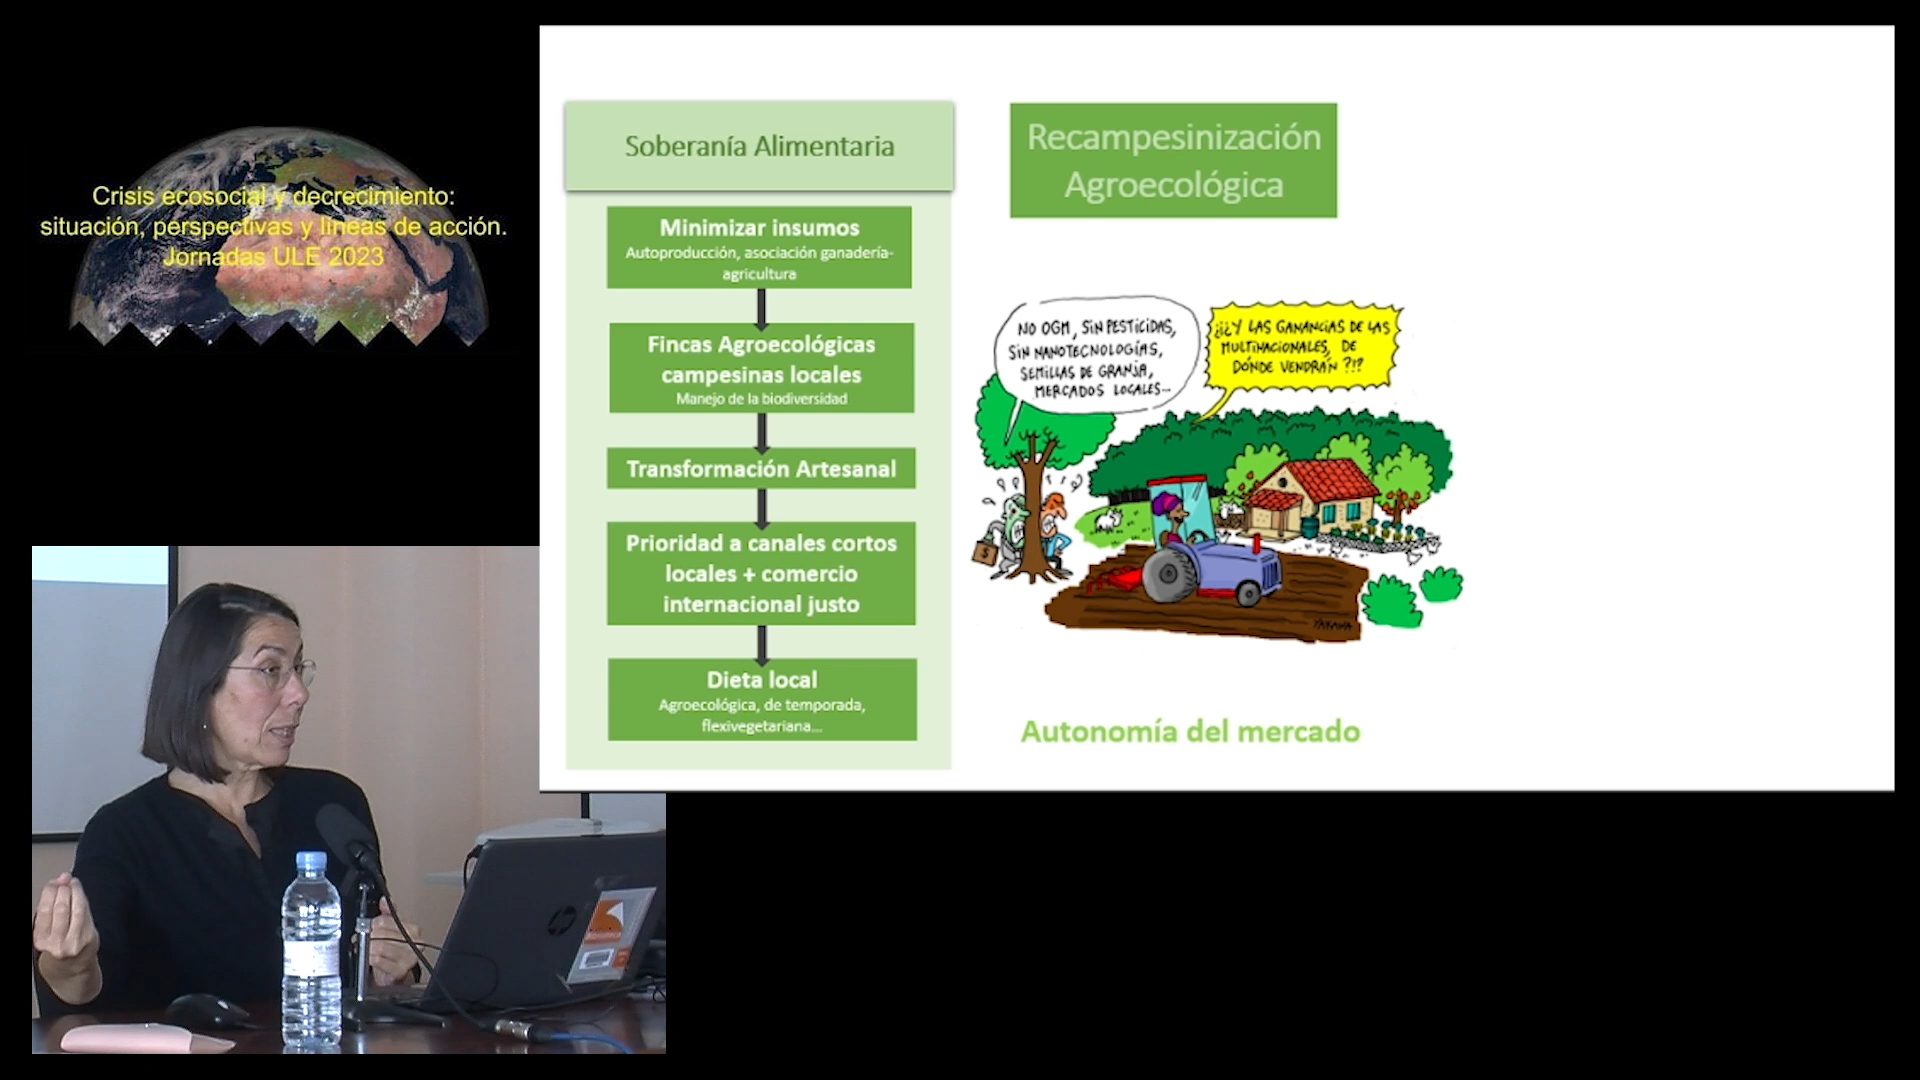 Crisis ecosocial y decrecimiento:
situación, perspectivas y líneas de acción.
Jornadas ULE 2023
Soberanía Alimentaria
Minimizar insumos
Autoproducción, asociación ganadería-
agricultura
Fincas Agroecológicas
campesinas locales
Manejo de la biodiversidad
Transformación Artesanal
Prioridad a canales cortos
locales + comercio
internacional justo
Dieta local
Agroecológica, de temporada,
flexivegetariana...
Recampesinización
Agroecológica
NO OGM, SIN PESTICIDAS,
SIN NANOTECNOLOGÍAS,
SEMILLAS DE GRANJA,
MERCADOS LOCALES...
¿¡¿Y LAS GANANCIAS DE LAS
MULTINACIONALES, DE
DÓNDE VENDRÁN ?!?
$
Autonomía del mercado
hp